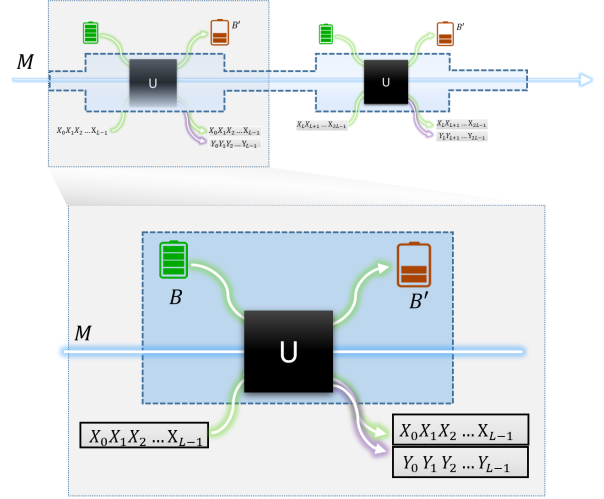 B'
B'
M
U
U
X₀X₁X₂ ... X_{L−1}
X₀X₁X₂ ... X_{L−1}
Y₀Y₁Y₂ ... Y_{L−1}
X_L X_{L+1} ... X_{2L−1}
X_L X_{L+1} ... X_{2L−1}
Y_L Y_{L+1} ... Y_{2L−1}
B
B'
M
U
X₀X₁X₂ ... X_{L−1}
X₀X₁X₂ ... X_{L−1}
Y₀ Y₁ Y₂ ... Y_{L−1}